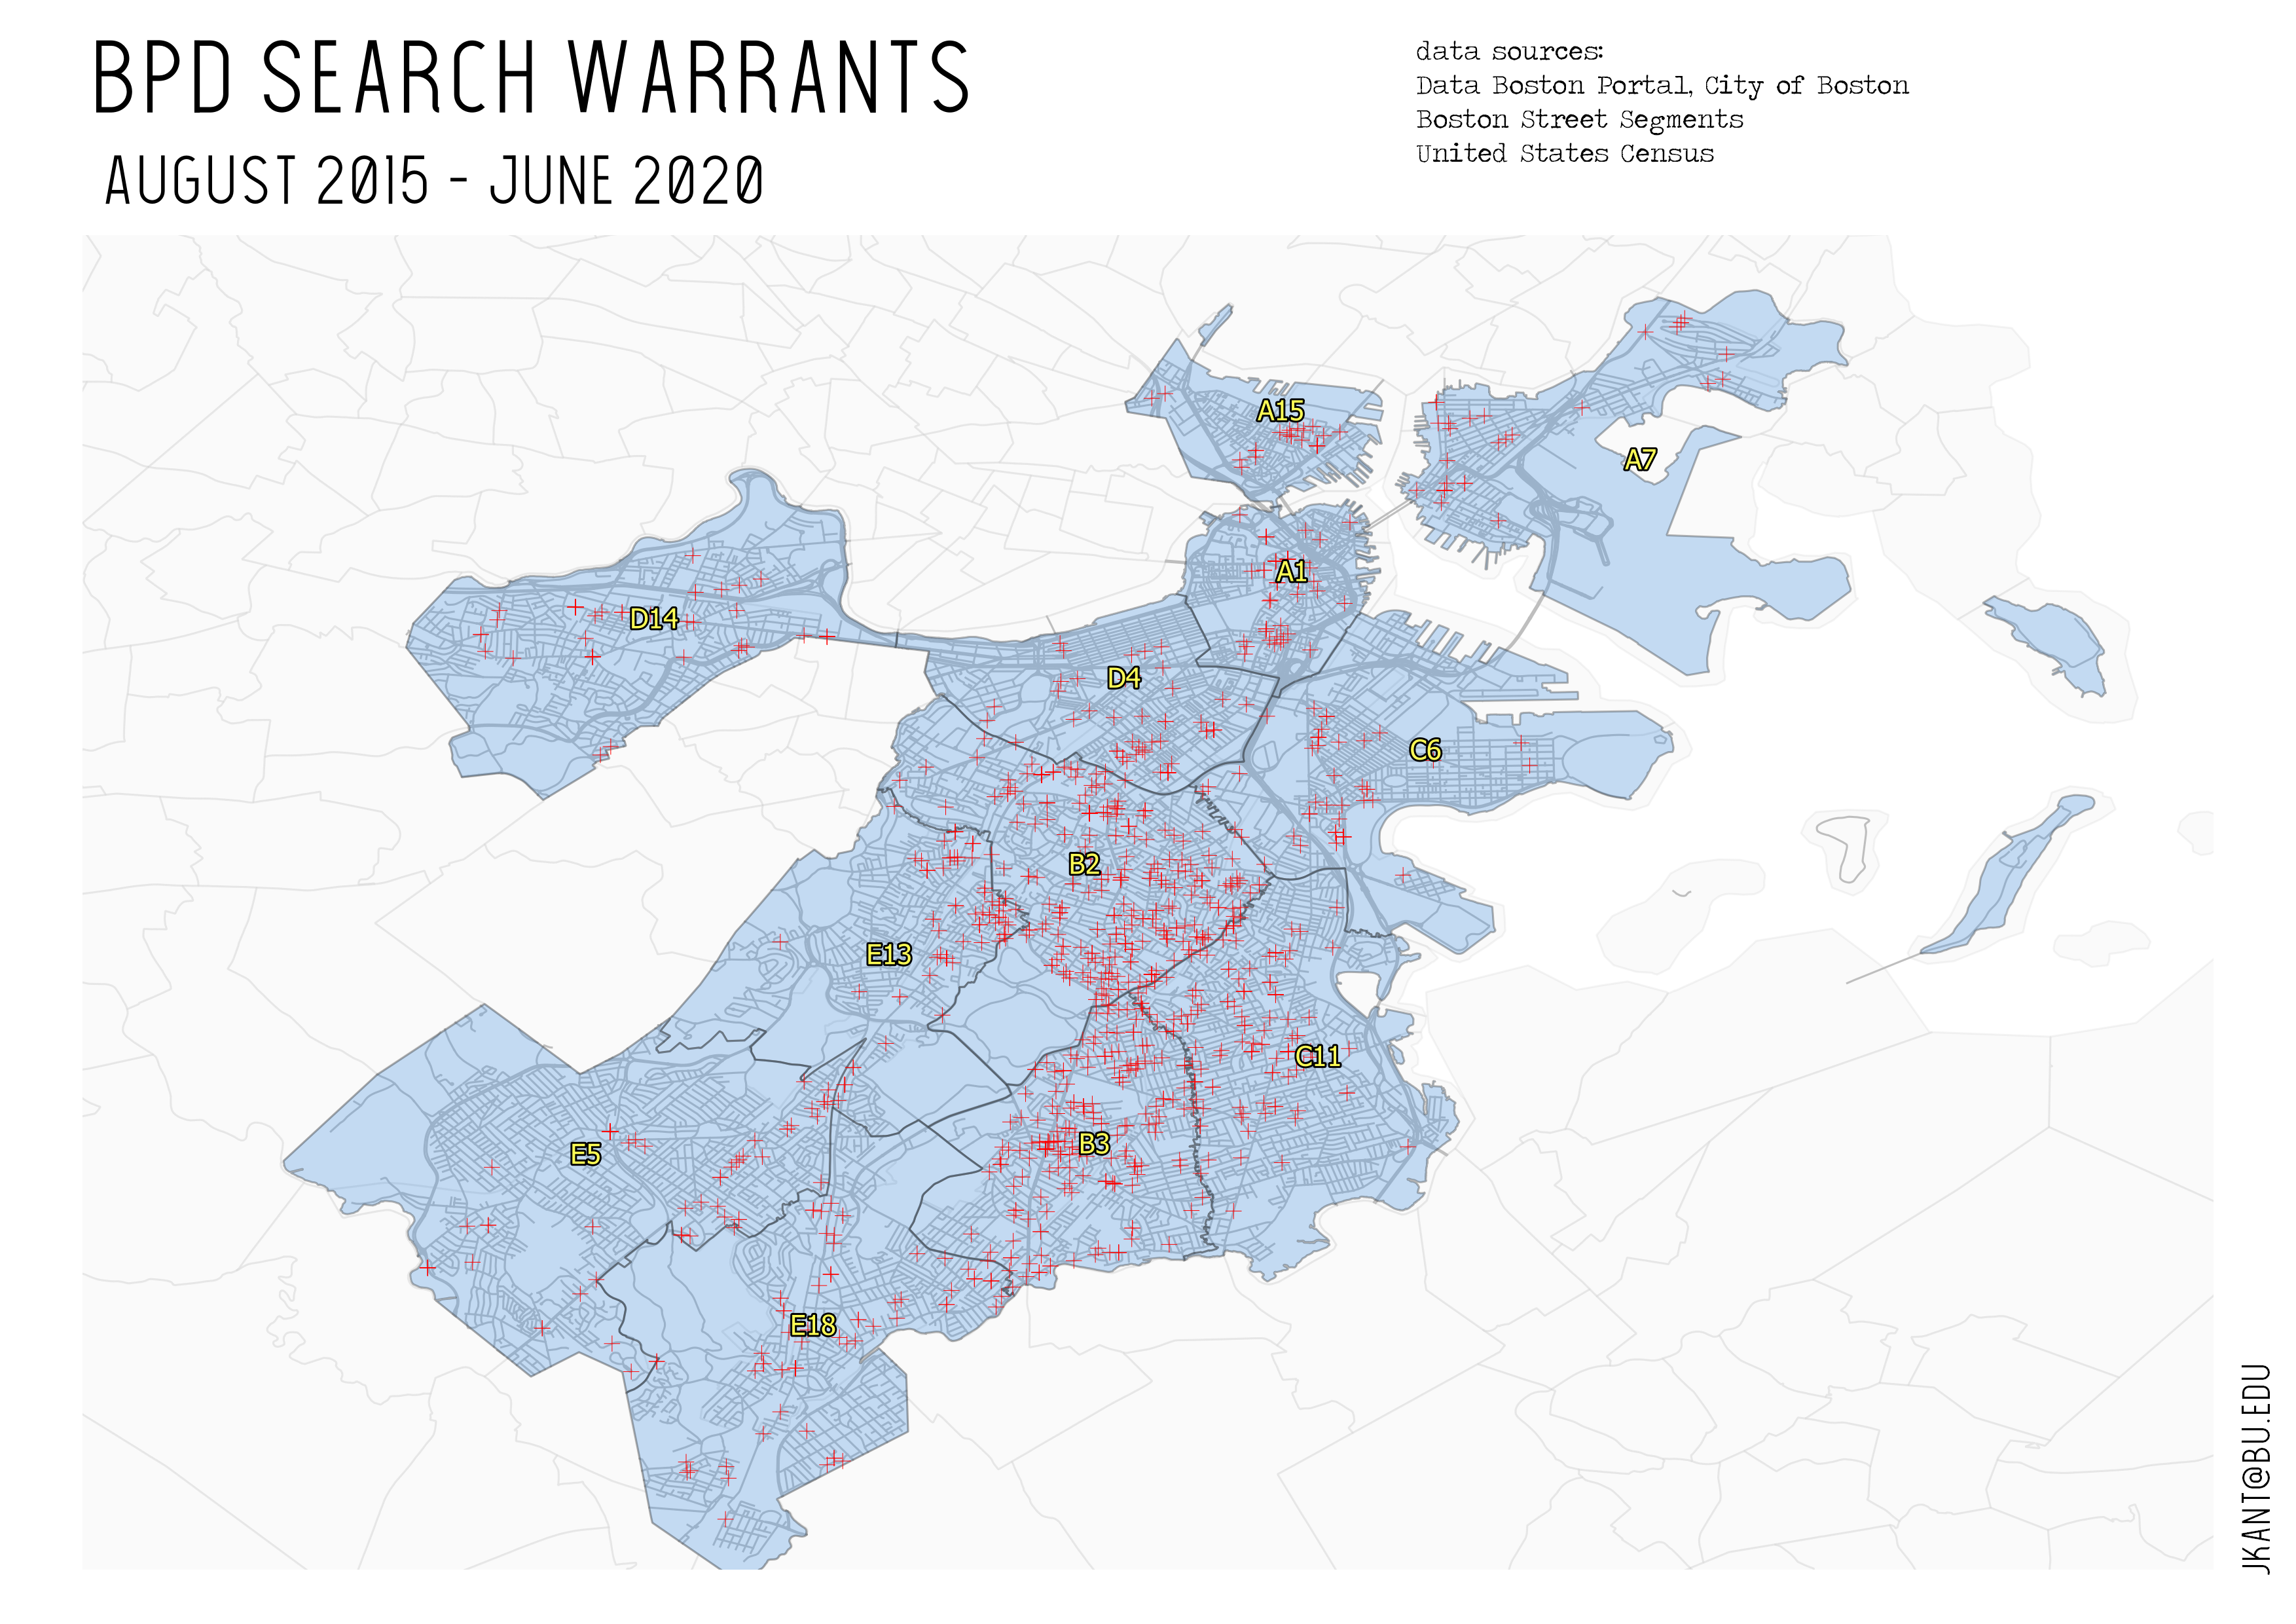 BPD SEARCH WARRANTS
AUGUST 2015 - JUNE 2020
data sources:
Data Boston Portal, City of Boston
Boston Street Segments
United States Census
A15
A7
A1
D14
D4
C6
B2
E13
C11
B3
E5
E18
JKANT@BU.EDU